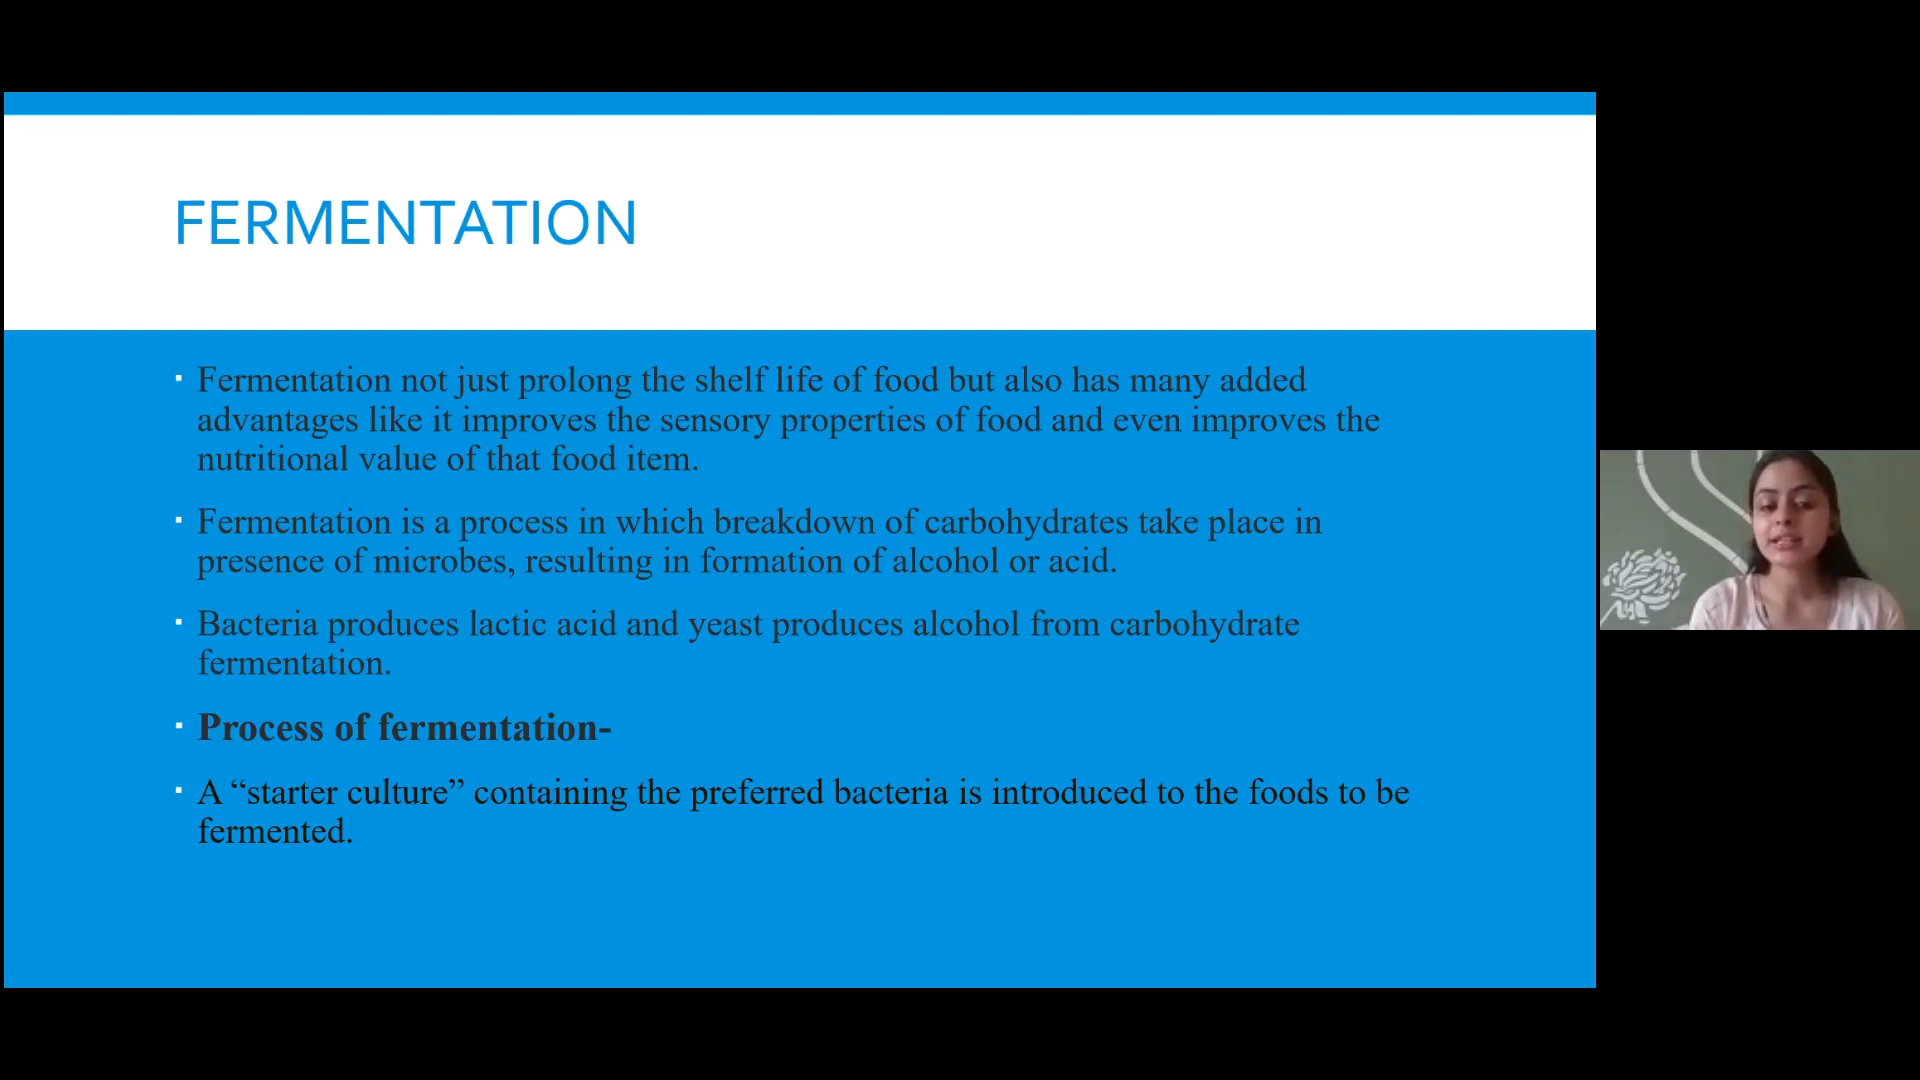 FERMENTATION
▪ Fermentation not just prolong the shelf life of food but also has many added
advantages like it improves the sensory properties of food and even improves the
nutritional value of that food item.
▪ Fermentation is a process in which breakdown of carbohydrates take place in
presence of microbes, resulting in formation of alcohol or acid.
▪ Bacteria produces lactic acid and yeast produces alcohol from carbohydrate
fermentation.
▪ Process of fermentation-
▪ A “starter culture” containing the preferred bacteria is introduced to the foods to be
fermented.